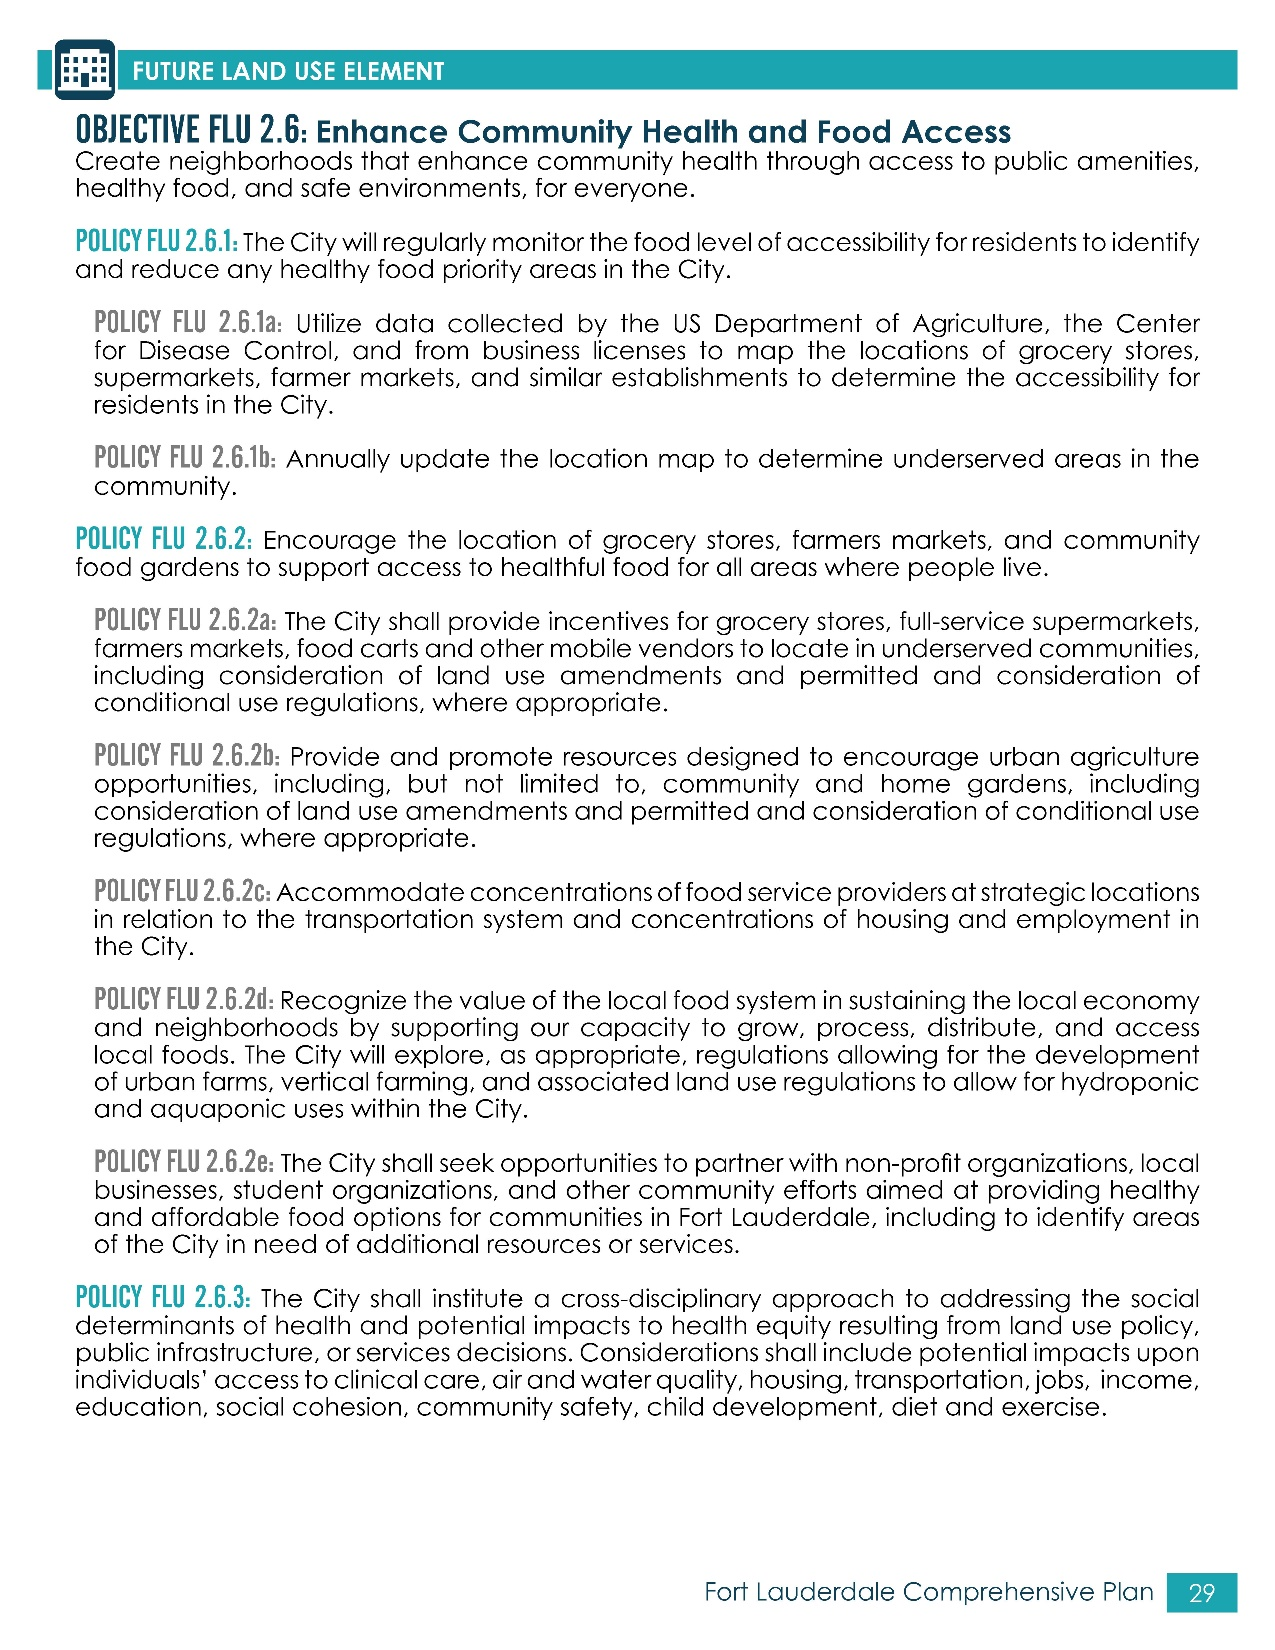 FUTURE LAND USE ELEMENT
OBJECTIVE FLU 2.6: Enhance Community Health and Food Access
Create neighborhoods that enhance community health through access to public amenities,
healthy food, and safe environments, for everyone.
POLICY FLU 2.6.1: The City will regularly monitor the food level of accessibility for residents to identify
and reduce any healthy food priority areas in the City.
POLICY FLU 2.6.1a: Utilize data collected by the US Department of Agriculture, the Center
for Disease Control, and from business licenses to map the locations of grocery stores,
supermarkets, farmer markets, and similar establishments to determine the accessibility for
residents in the City.
POLICY FLU 2.6.1b: Annually update the location map to determine underserved areas in the
community.
POLICY FLU 2.6.2: Encourage the location of grocery stores, farmers markets, and community
food gardens to support access to healthful food for all areas where people live.
POLICY FLU 2.6.2a: The City shall provide incentives for grocery stores, full-service supermarkets,
farmers markets, food carts and other mobile vendors to locate in underserved communities,
including consideration of land use amendments and permitted and consideration of
conditional use regulations, where appropriate.
POLICY FLU 2.6.2b: Provide and promote resources designed to encourage urban agriculture
opportunities, including, but not limited to, community and home gardens, including
consideration of land use amendments and permitted and consideration of conditional use
regulations, where appropriate.
POLICY FLU 2.6.2c: Accommodate concentrations of food service providers at strategic locations
in relation to the transportation system and concentrations of housing and employment in
the City.
POLICY FLU 2.6.2d: Recognize the value of the local food system in sustaining the local economy
and neighborhoods by supporting our capacity to grow, process, distribute, and access
local foods. The City will explore, as appropriate, regulations allowing for the development
of urban farms, vertical farming, and associated land use regulations to allow for hydroponic
and aquaponic uses within the City.
POLICY FLU 2.6.2e: The City shall seek opportunities to partner with non-profit organizations, local
businesses, student organizations, and other community efforts aimed at providing healthy
and affordable food options for communities in Fort Lauderdale, including to identify areas
of the City in need of additional resources or services.
POLICY FLU 2.6.3: The City shall institute a cross-disciplinary approach to addressing the social
determinants of health and potential impacts to health equity resulting from land use policy,
public infrastructure, or services decisions. Considerations shall include potential impacts upon
individuals’ access to clinical care, air and water quality, housing, transportation, jobs, income,
education, social cohesion, community safety, child development, diet and exercise.
Fort Lauderdale Comprehensive Plan 29